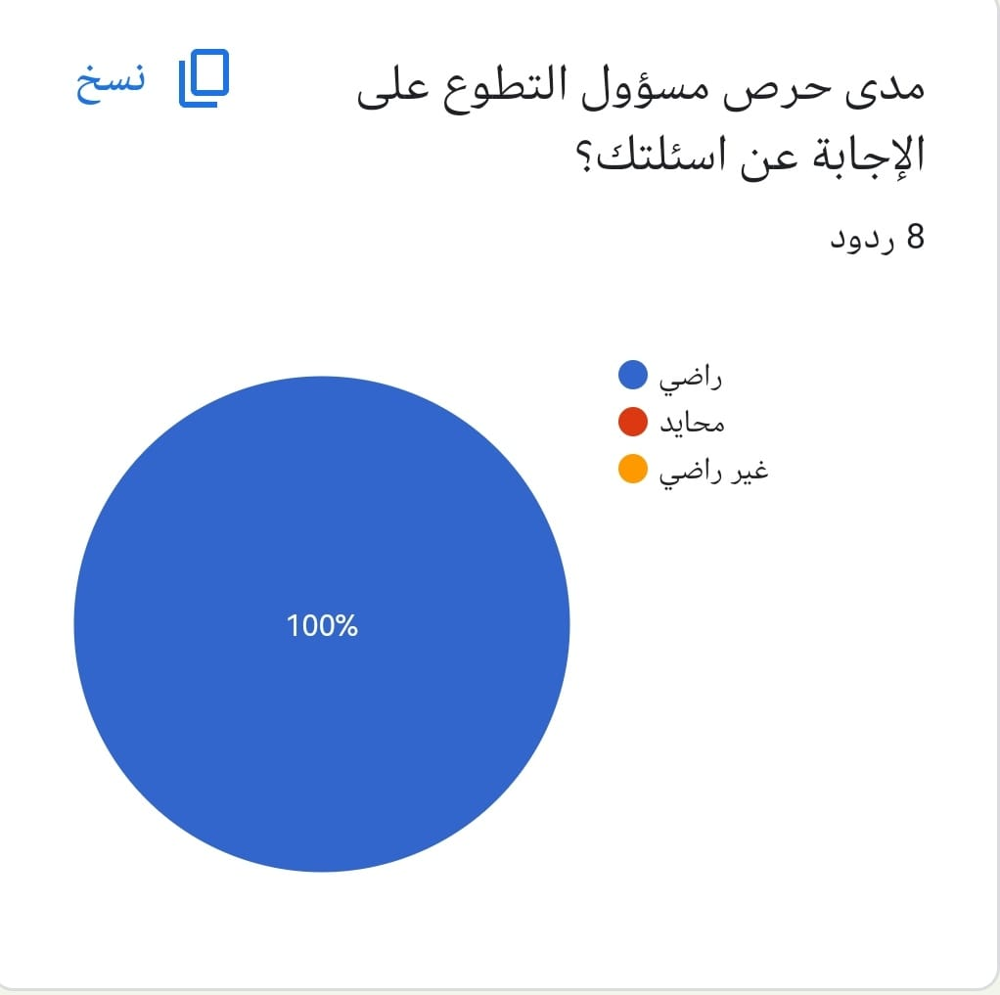 مدى حرص مسؤول التطوع على
الإجابة عن اسئلتك؟
نسخ
8 ردود
راضي
محايد
غير راضي
100%